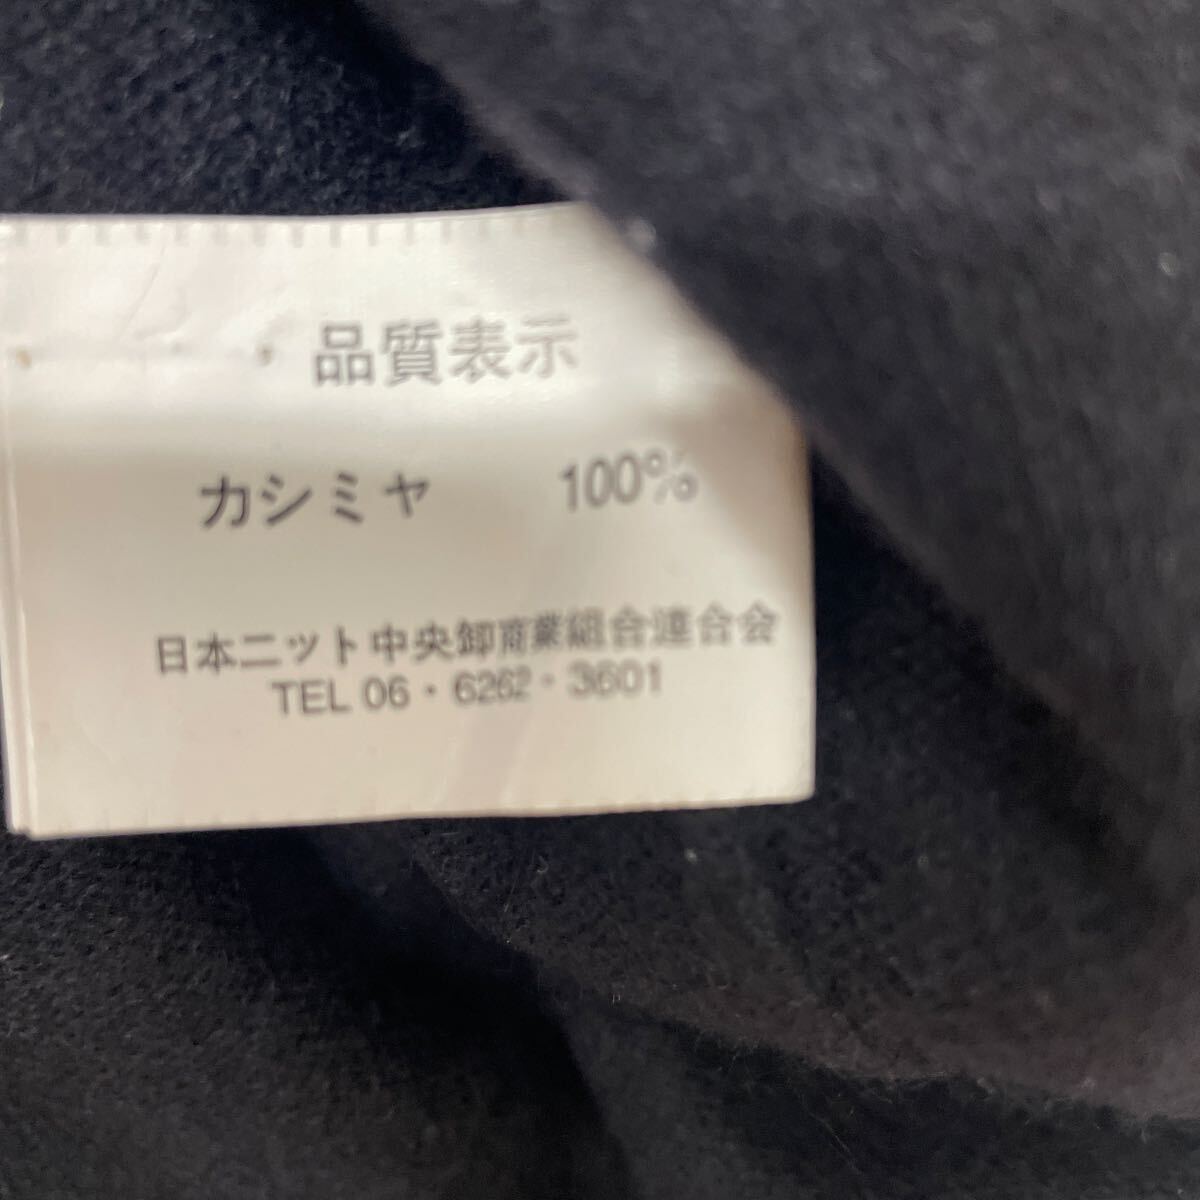 品質表示
カシミヤ 100%
日本ニット中央卸商業組合連合会
TEL 06・6262・3601